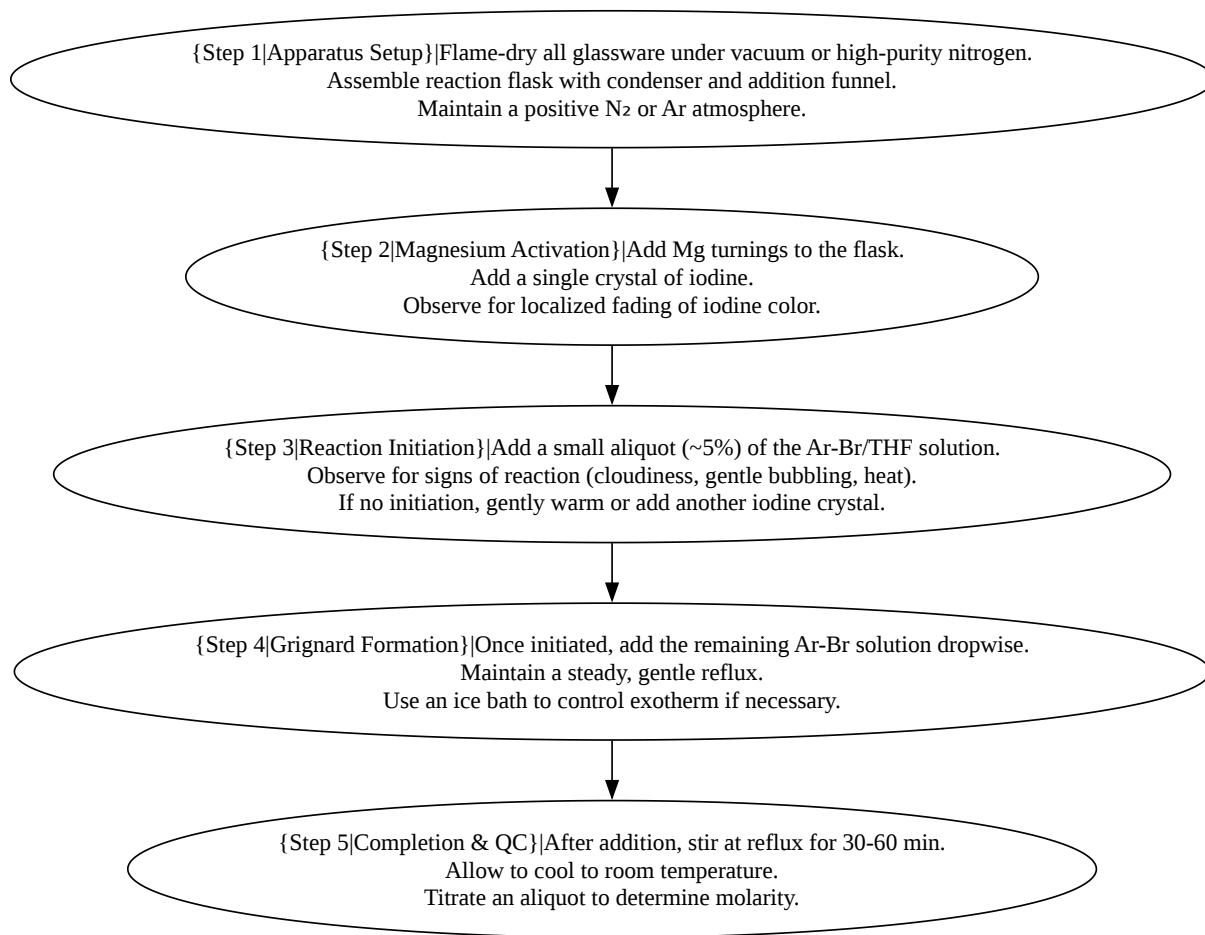 {Step 1|Apparatus Setup}|Flame-dry all glassware under vacuum or high-purity nitrogen.
Assemble reaction flask with condenser and addition funnel.
Maintain a positive N₂ or Ar atmosphere.
{Step 2|Magnesium Activation}|Add Mg turnings to the flask.
Add a single crystal of iodine.
Observe for localized fading of iodine color.
{Step 3|Reaction Initiation}|Add a small aliquot (~5%) of the Ar-Br/THF solution.
Observe for signs of reaction (cloudiness, gentle bubbling, heat).
If no initiation, gently warm or add another iodine crystal.
{Step 4|Grignard Formation}|Once initiated, add the remaining Ar-Br solution dropwise.
Maintain a steady, gentle reflux.
Use an ice bath to control exotherm if necessary.
{Step 5|Completion & QC}|After addition, stir at reflux for 30-60 min.
Allow to cool to room temperature.
Titrate an aliquot to determine molarity.